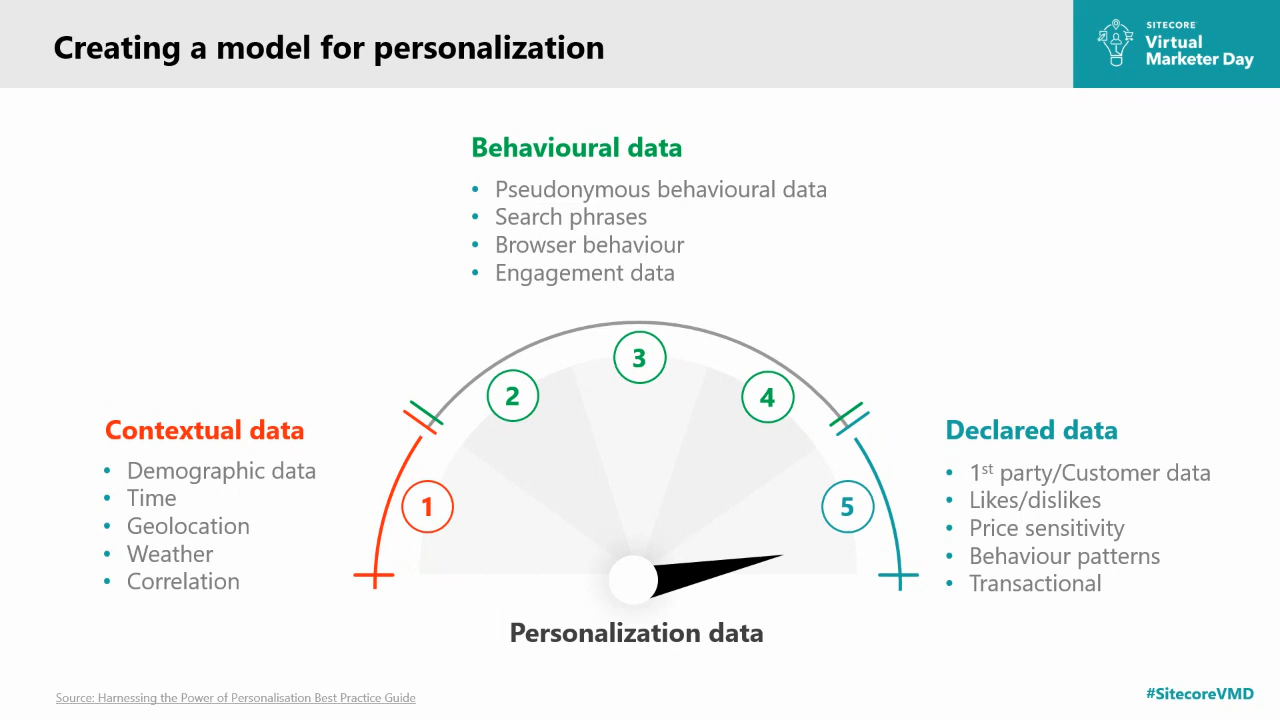 Creating a model for personalization
SITECORE
Virtual
Marketer Day
Behavioural data
• Pseudonymous behavioural data
• Search phrases
• Browser behaviour
• Engagement data
Contextual data
• Demographic data
• Time
• Geolocation
• Weather
• Correlation
1
2
3
4
5
Declared data
• 1st party/Customer data
• Likes/dislikes
• Price sensitivity
• Behaviour patterns
• Transactional
Personalization data
Source: Harnessing the Power of Personalisation Best Practice Guide
#SitecoreVMD